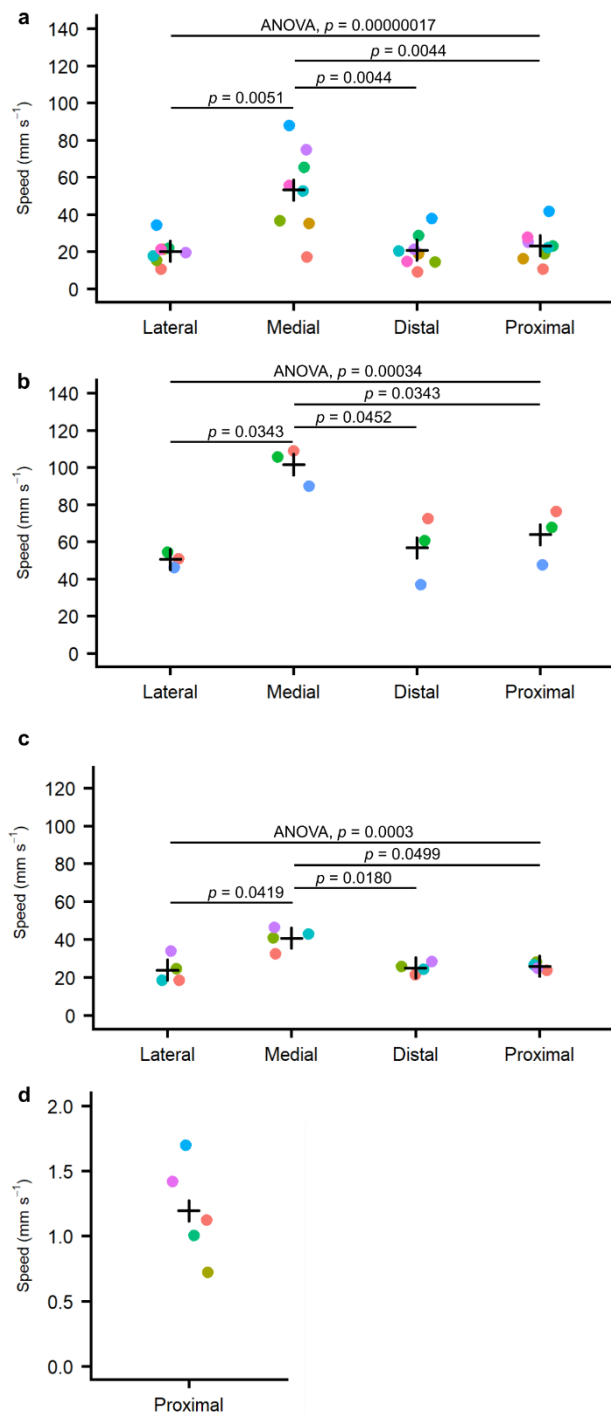 a
ANOVA, p = 0.00000017
p = 0.0044
p = 0.0044
p = 0.0051
Speed (mm s⁻¹)
140
120
100
80
60
40
20
0
Lateral Medial Distal Proximal
b
ANOVA, p = 0.00034
p = 0.0343
p = 0.0452
p = 0.0343
Speed (mm s⁻¹)
140
120
100
80
60
40
20
0
Lateral Medial Distal Proximal
c
ANOVA, p = 0.0003
p = 0.0499
p = 0.0180
p = 0.0419
Speed (mm s⁻¹)
120
100
80
60
40
20
0
Lateral Medial Distal Proximal
d
Speed (mm s⁻¹)
2.0
1.5
1.0
0.5
0.0
Proximal